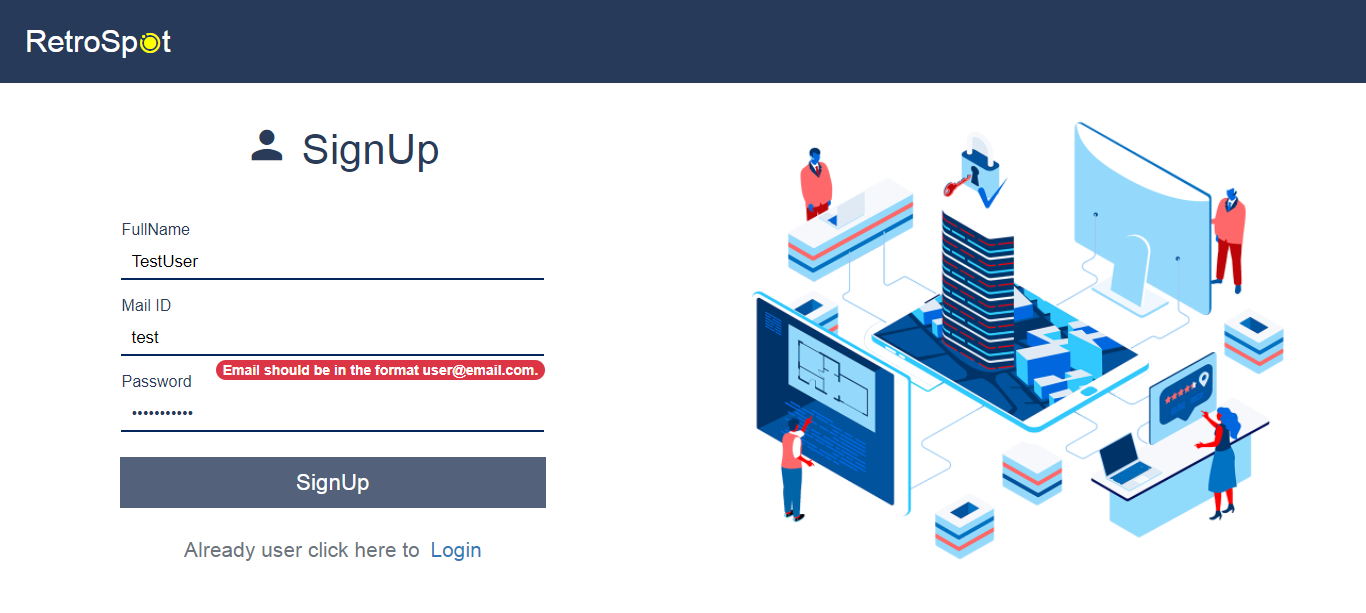 RetroSpot
SignUp
FullName
TestUser
Mail ID
test
Email should be in the format user@email.com.
Password
•••••••••••
SignUp
Already user click here to Login